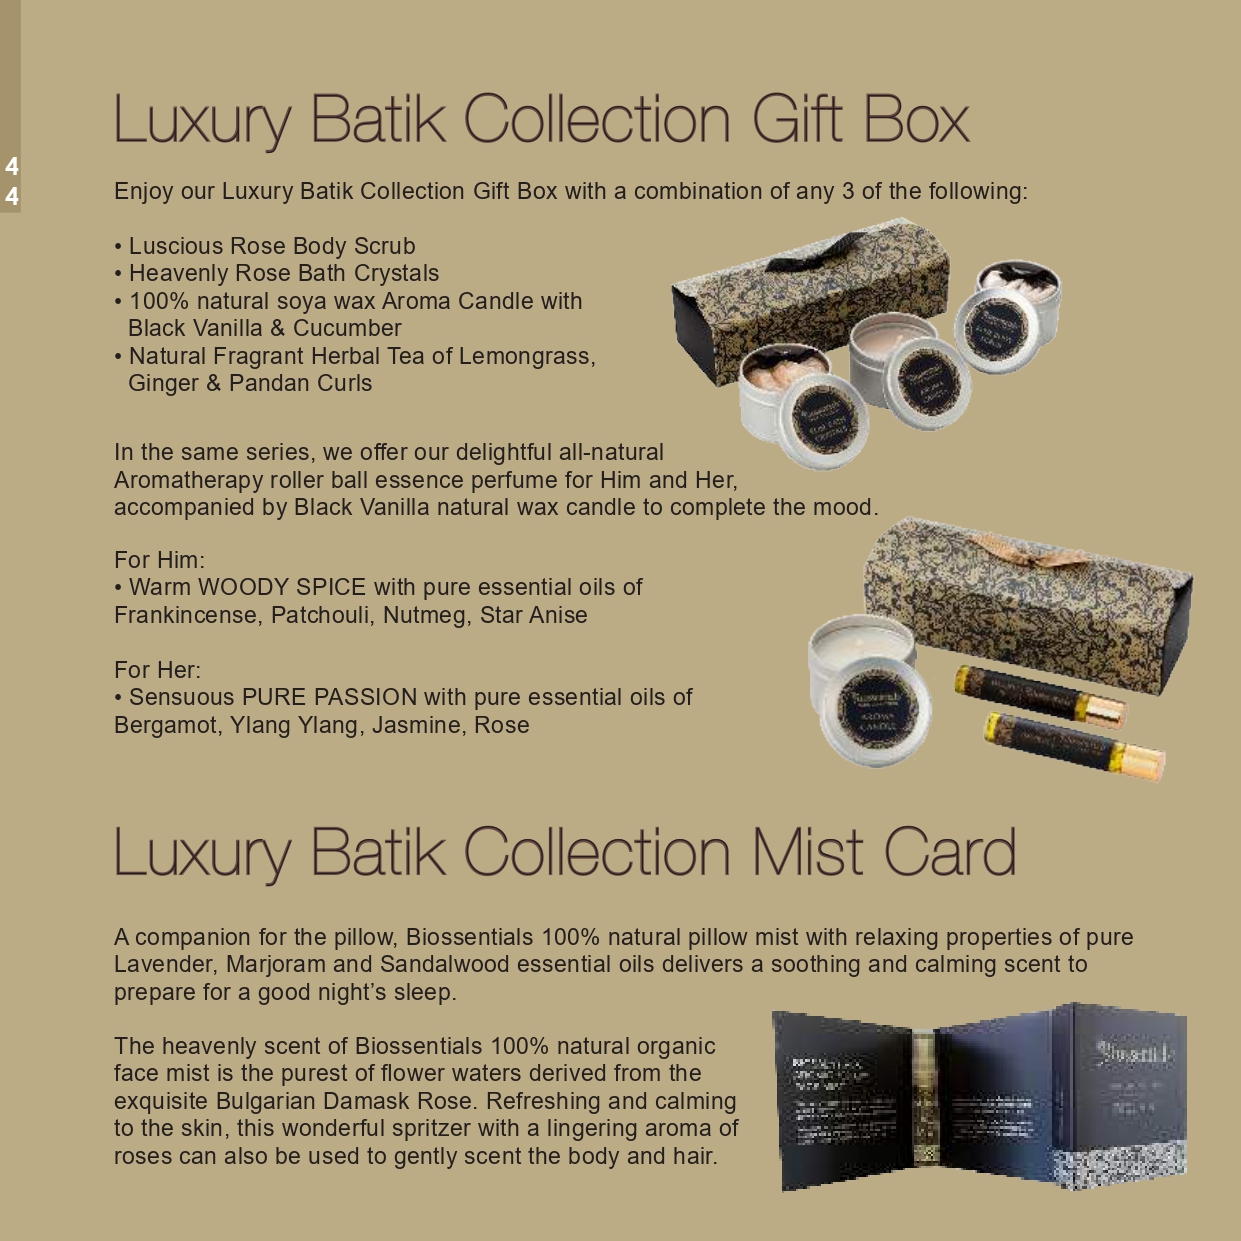 4
4
Luxury Batik Collection Gift Box
Enjoy our Luxury Batik Collection Gift Box with a combination of any 3 of the following:
• Luscious Rose Body Scrub
• Heavenly Rose Bath Crystals
• 100% natural soya wax Aroma Candle with
Black Vanilla & Cucumber
• Natural Fragrant Herbal Tea of Lemongrass,
Ginger & Pandan Curls
In the same series, we offer our delightful all-natural
Aromatherapy roller ball essence perfume for Him and Her,
accompanied by Black Vanilla natural wax candle to complete the mood.
For Him:
• Warm WOODY SPICE with pure essential oils of
Frankincense, Patchouli, Nutmeg, Star Anise
For Her:
• Sensuous PURE PASSION with pure essential oils of
Bergamot, Ylang Ylang, Jasmine, Rose
AROMA
CANDLE
Luxury Batik Collection Mist Card
A companion for the pillow, Biossentials 100% natural pillow mist with relaxing properties of pure
Lavender, Marjoram and Sandalwood essential oils delivers a soothing and calming scent to
prepare for a good night’s sleep.
The heavenly scent of Biossentials 100% natural organic
face mist is the purest of flower waters derived from the
exquisite Bulgarian Damask Rose. Refreshing and calming
to the skin, this wonderful spritzer with a lingering aroma of
roses can also be used to gently scent the body and hair.